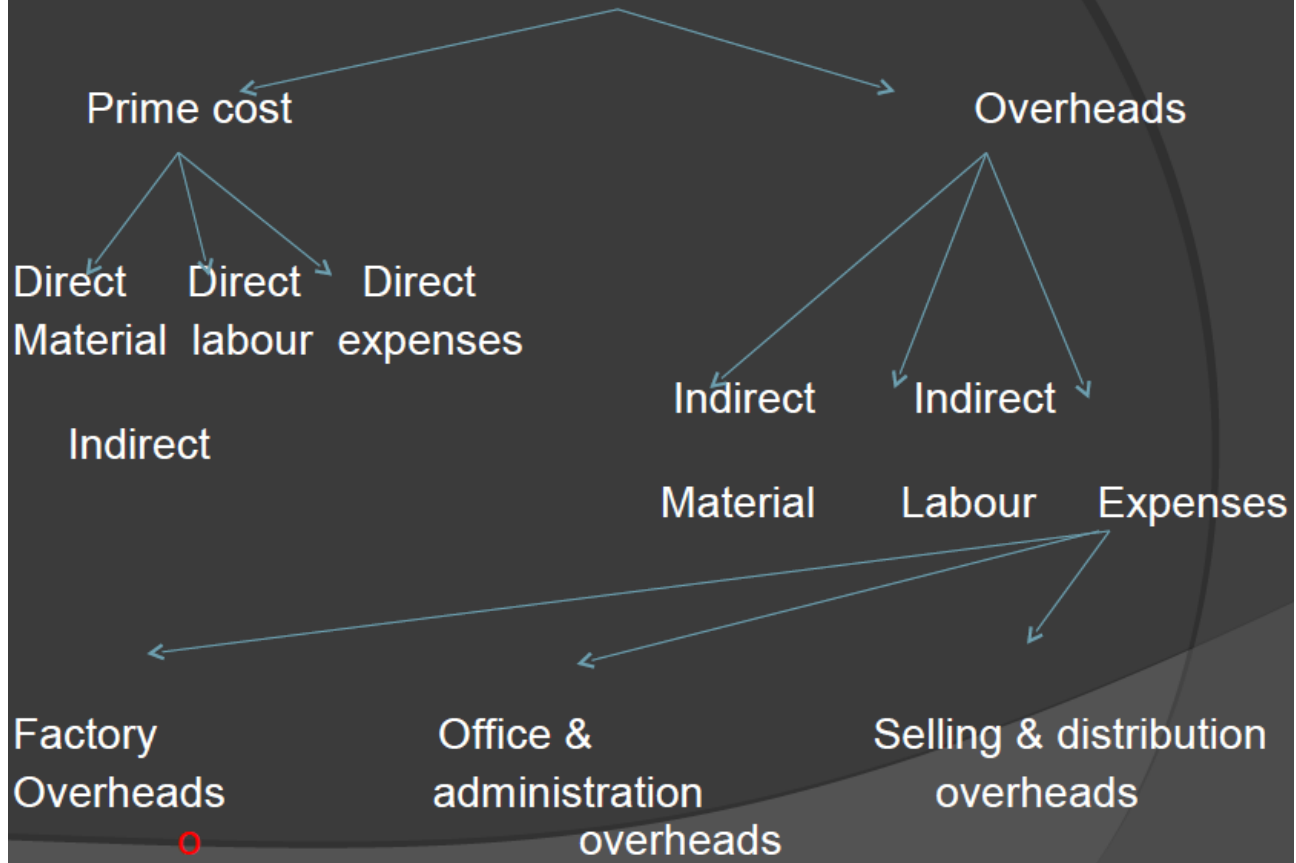 Prime cost Overheads
Direct Direct Direct
Material labour expenses
Indirect Indirect
Indirect
Material Labour Expenses
Factory Office & Selling & distribution
Overheads administration overheads
o overheads